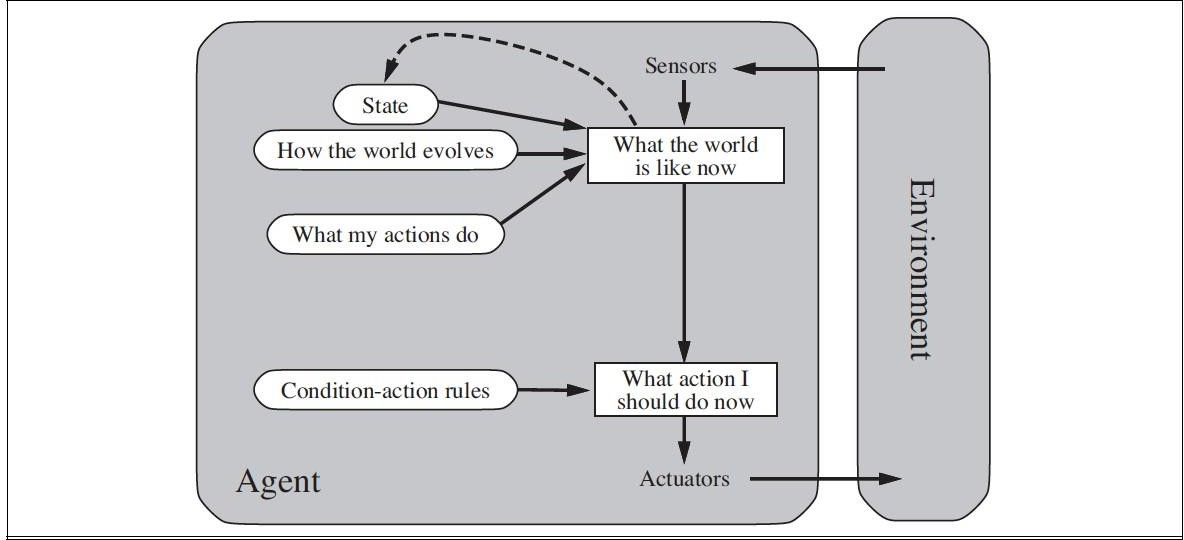 Sensors
State
What the world
is like now
How the world evolves
What my actions do
Environment
Condition-action rules
What action I
should do now
Agent
Actuators